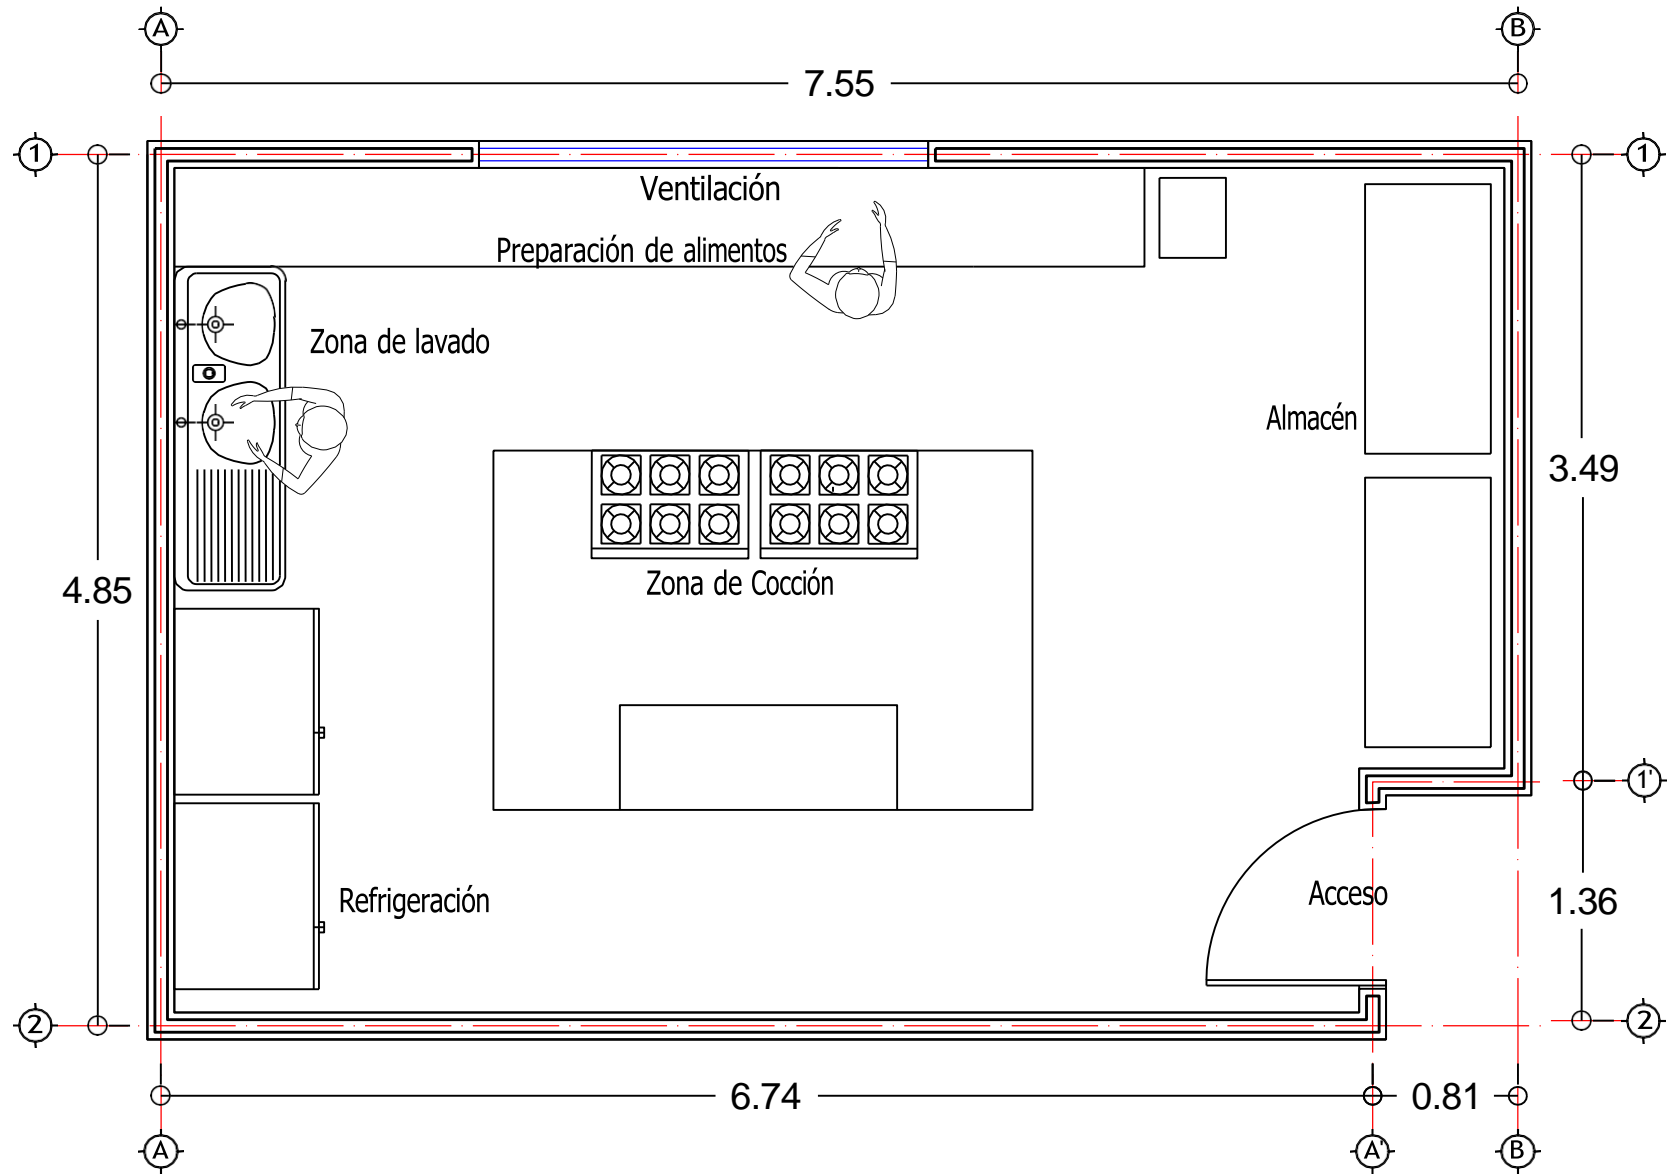 A
B
7.55
1
1
Ventilación
Preparación de alimentos
Zona de lavado
Almacén
3.49
4.85
Zona de Cocción
1'
Refrigeración
Acceso
1.36
2
2
6.74
0.81
A
A'
B